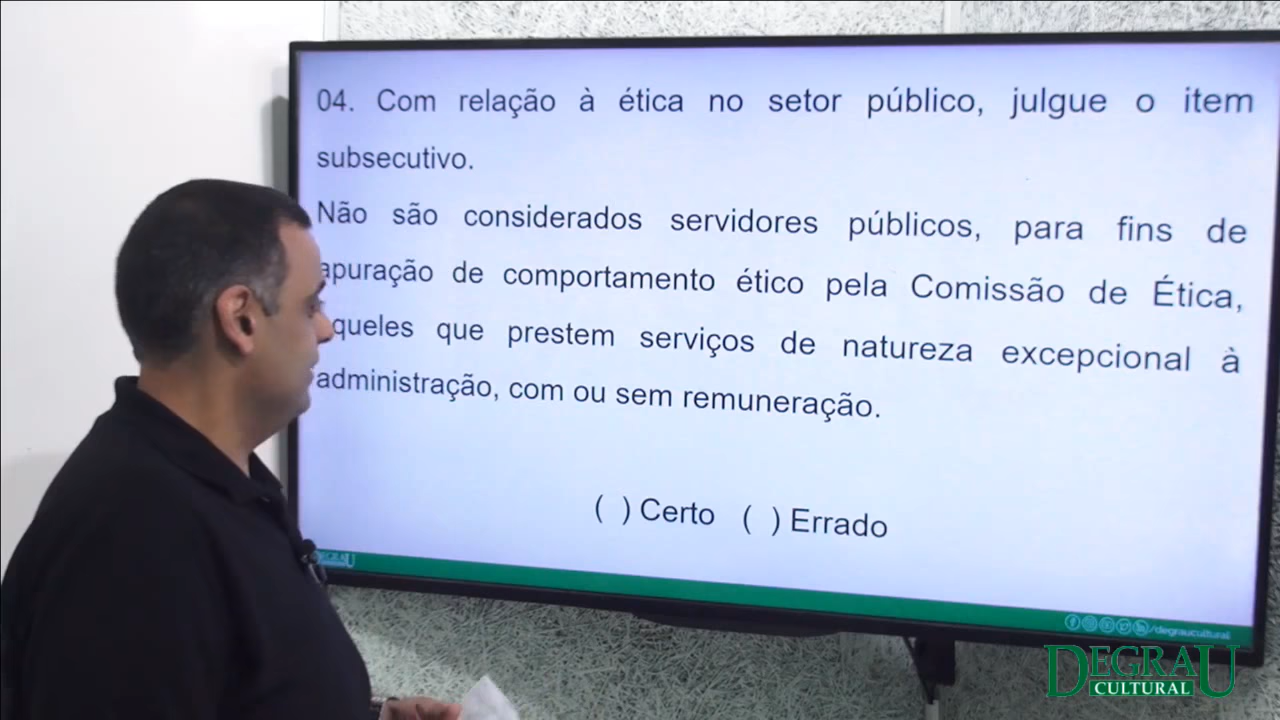 04. Com relação à ética no setor público, julgue o item
subsecutivo.
Não são considerados servidores públicos, para fins de
apuração de comportamento ético pela Comissão de Ética,
queles que prestem serviços de natureza excepcional à
administração, com ou sem remuneração.
( ) Certo ( ) Errado
DEGRAU
/degraucultural
DEGRAU
CULTURAL